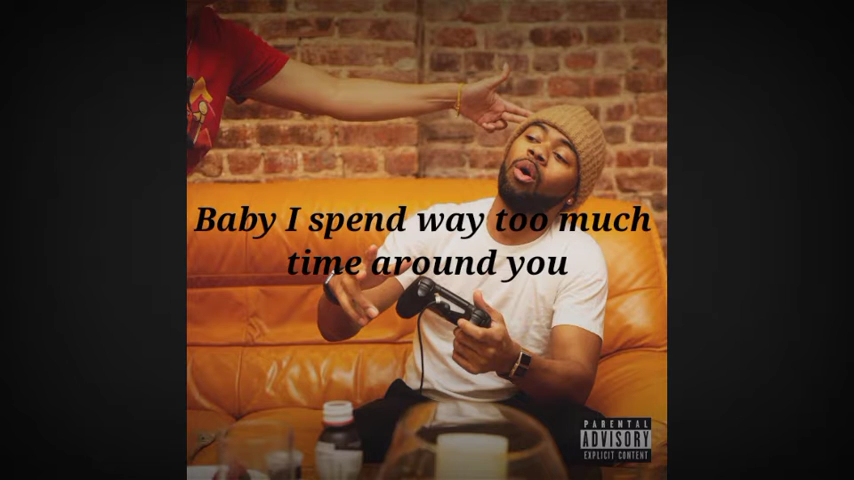 Baby I spend way too much
time around you
PARENTAL
ADVISORY
EXPLICIT CONTENT